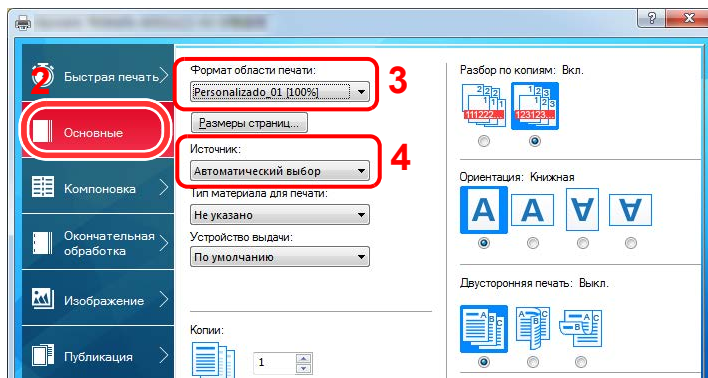 2
Быстрая печать
Основные
Компоновка
Окончательная
обработка
Изображение
Публикация
Формат области печати:
3
Personalizado_01 [100%]
Размеры страниц...
Источник:
4
Автоматический выбор
Тип материала для печати:
Не указано
Устройство выдачи:
По умолчанию
Копии:
1
Разбор по копиям: Вкл.
111222...
123123...
Ориентация: Книжная
A A A A
Двусторонняя печать: Выкл.
A B C
A B C
A B C